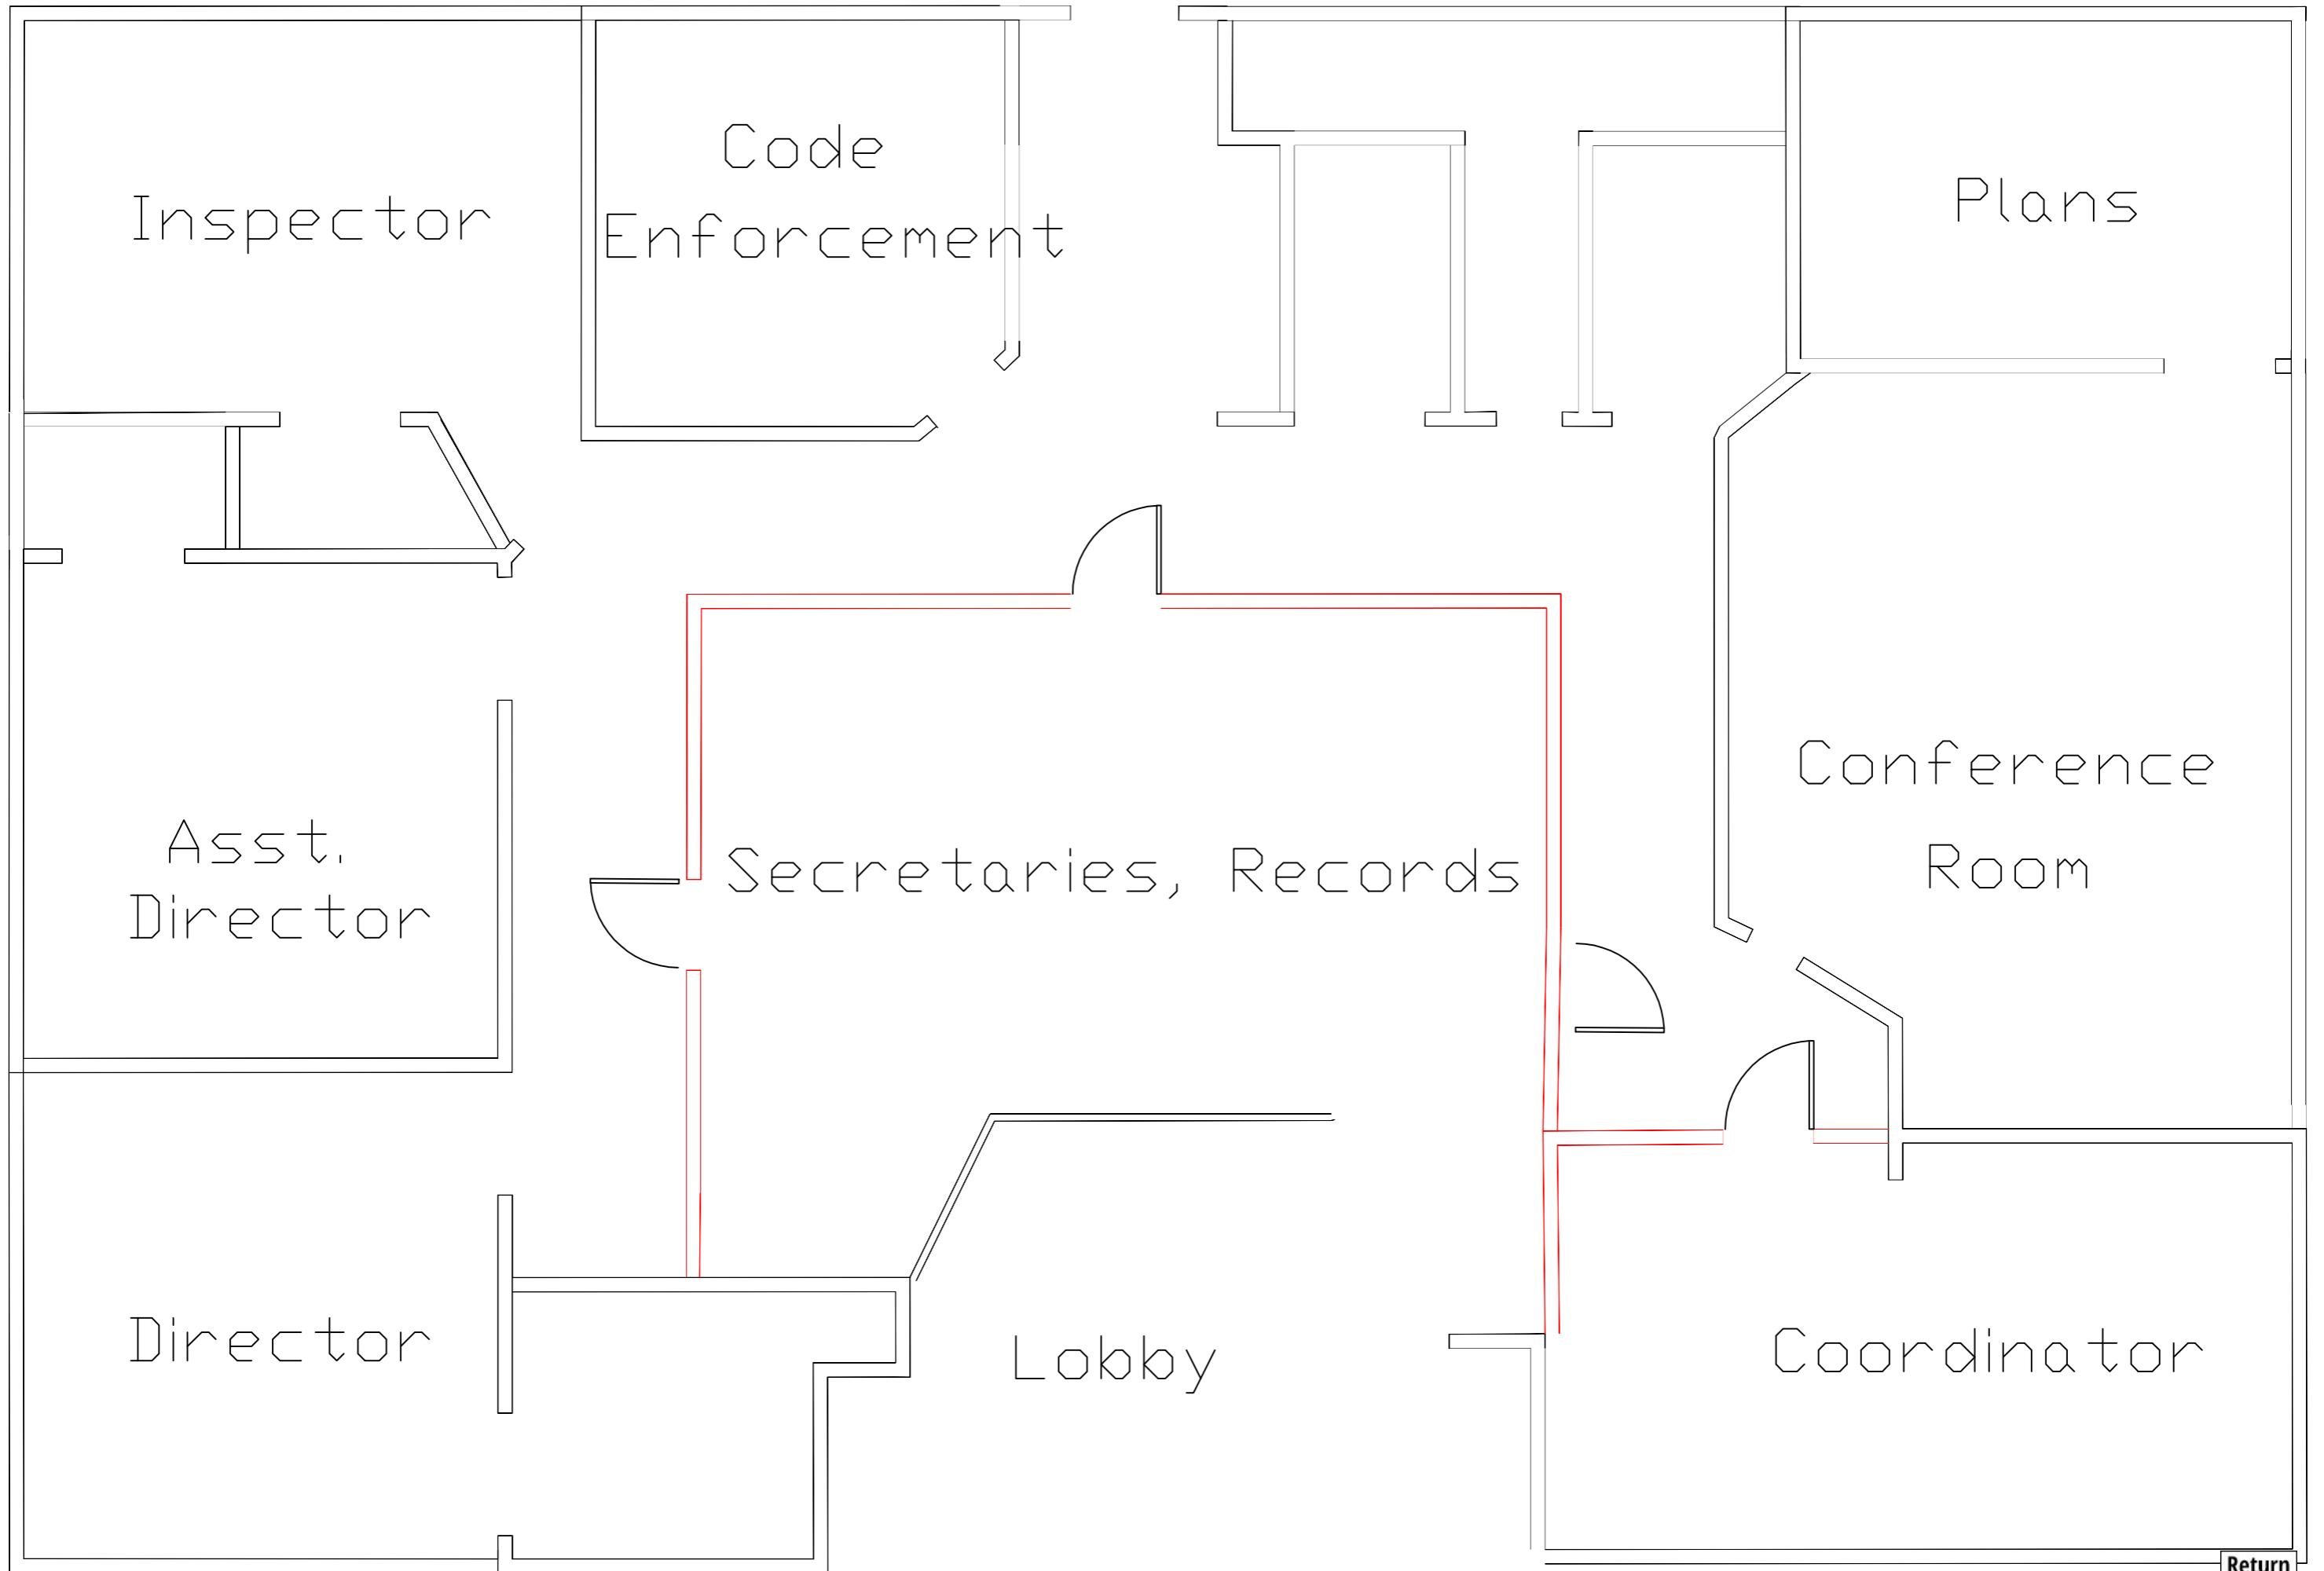 Code
Enforcement
Inspector
Plans
Conference
Room
Asst.
Director
Secretaries, Records
Director
Lobby
Coordinator
Return